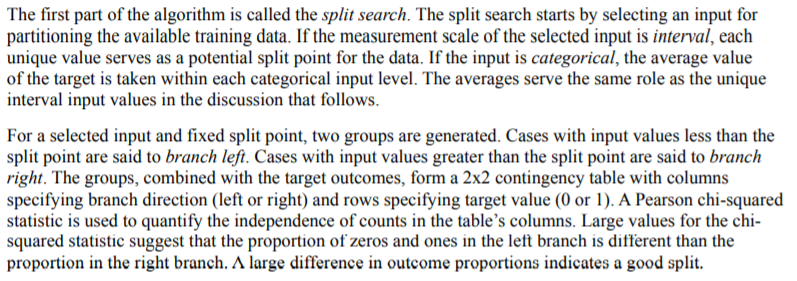 The first part of the algorithm is called the split search. The split search starts by selecting an input for
partitioning the available training data. If the measurement scale of the selected input is interval, each
unique value serves as a potential split point for the data. If the input is categorical, the average value
of the target is taken within each categorical input level. The averages serve the same role as the unique
interval input values in the discussion that follows.
For a selected input and fixed split point, two groups are generated. Cases with input values less than the
split point are said to branch left. Cases with input values greater than the split point are said to branch
right. The groups, combined with the target outcomes, form a 2x2 contingency table with columns
specifying branch direction (left or right) and rows specifying target value (0 or 1). A Pearson chi-squared
statistic is used to quantify the independence of counts in the table's columns. Large values for the chi-
squared statistic suggest that the proportion of zeros and ones in the left branch is different than the
proportion in the right branch. A large difference in outcome proportions indicates a good split.